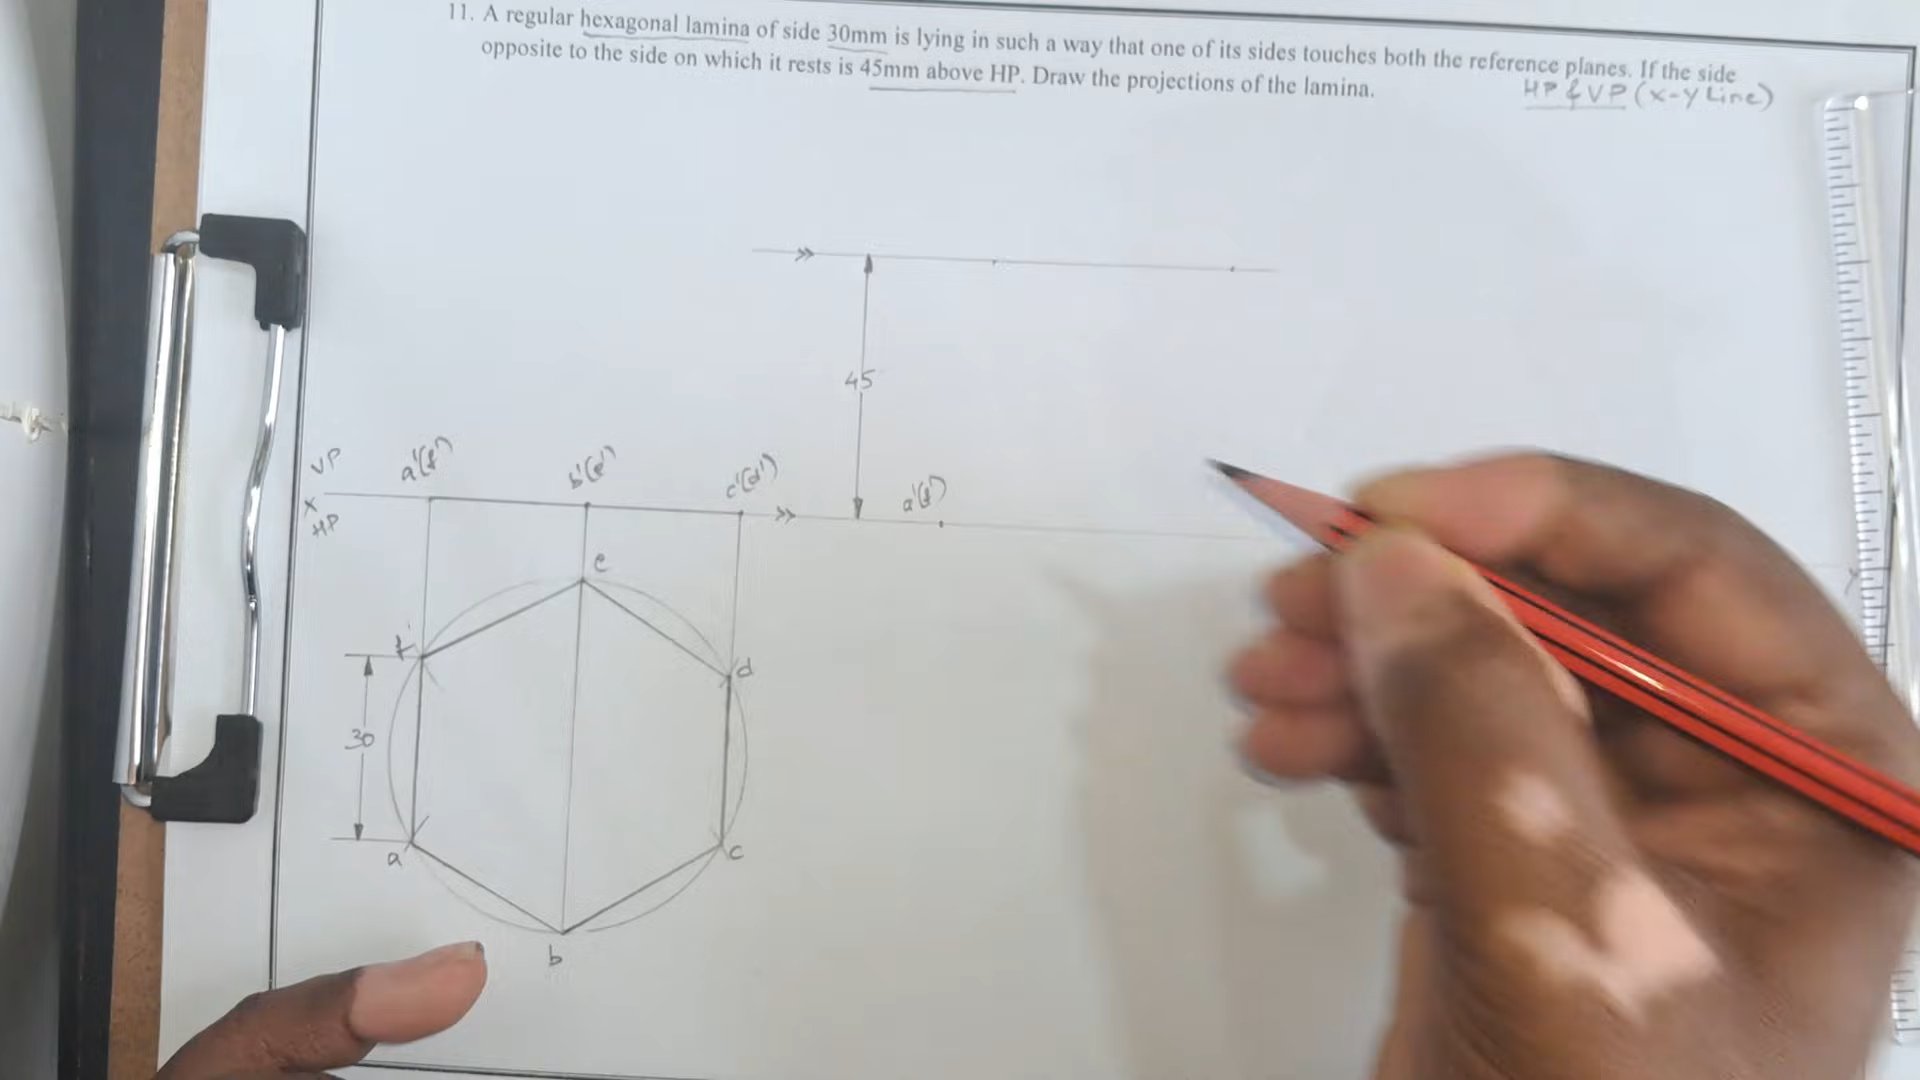 11. A regular hexagonal lamina of side 30mm is lying in such a way that one of its sides touches both the reference planes. If the side
opposite to the side on which it rests is 45mm above HP. Draw the projections of the lamina.
HP & VP (x-y Line)
45
VP
X
HP
a'(f')
b'(e')
c'(d')
a'(f')
e
f
d
30
a
c
b